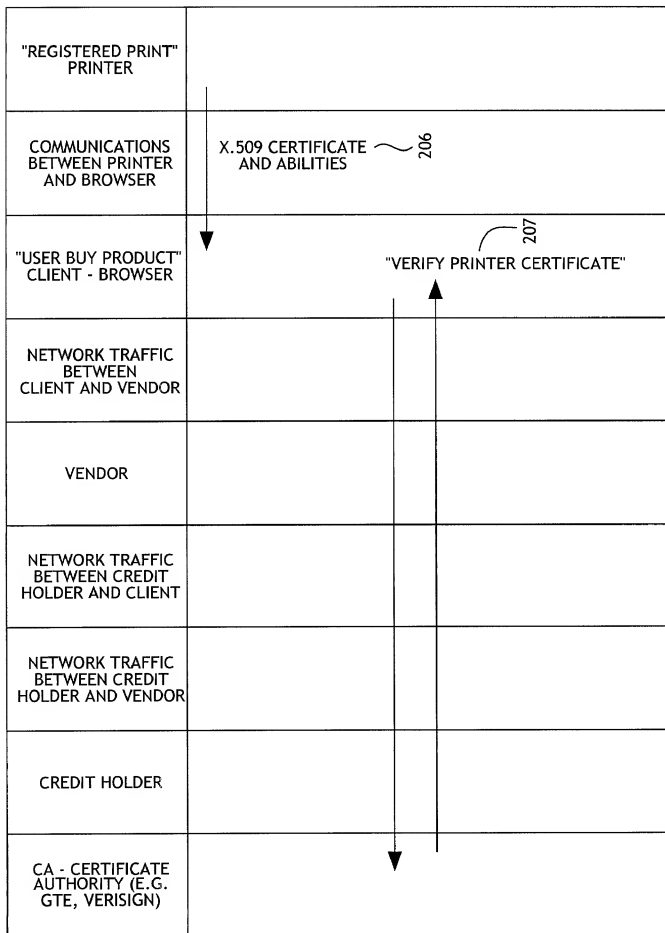 "REGISTERED PRINT"
PRINTER
COMMUNICATIONS
BETWEEN PRINTER
AND BROWSER
X.509 CERTIFICATE
AND ABILITIES
206
"USER BUY PRODUCT"
CLIENT - BROWSER
207
"VERIFY PRINTER CERTIFICATE"
NETWORK TRAFFIC
BETWEEN
CLIENT AND VENDOR
VENDOR
NETWORK TRAFFIC
BETWEEN CREDIT
HOLDER AND CLIENT
NETWORK TRAFFIC
BETWEEN CREDIT
HOLDER AND VENDOR
CREDIT HOLDER
CA - CERTIFICATE
AUTHORITY (E.G.
GTE, VERISIGN)